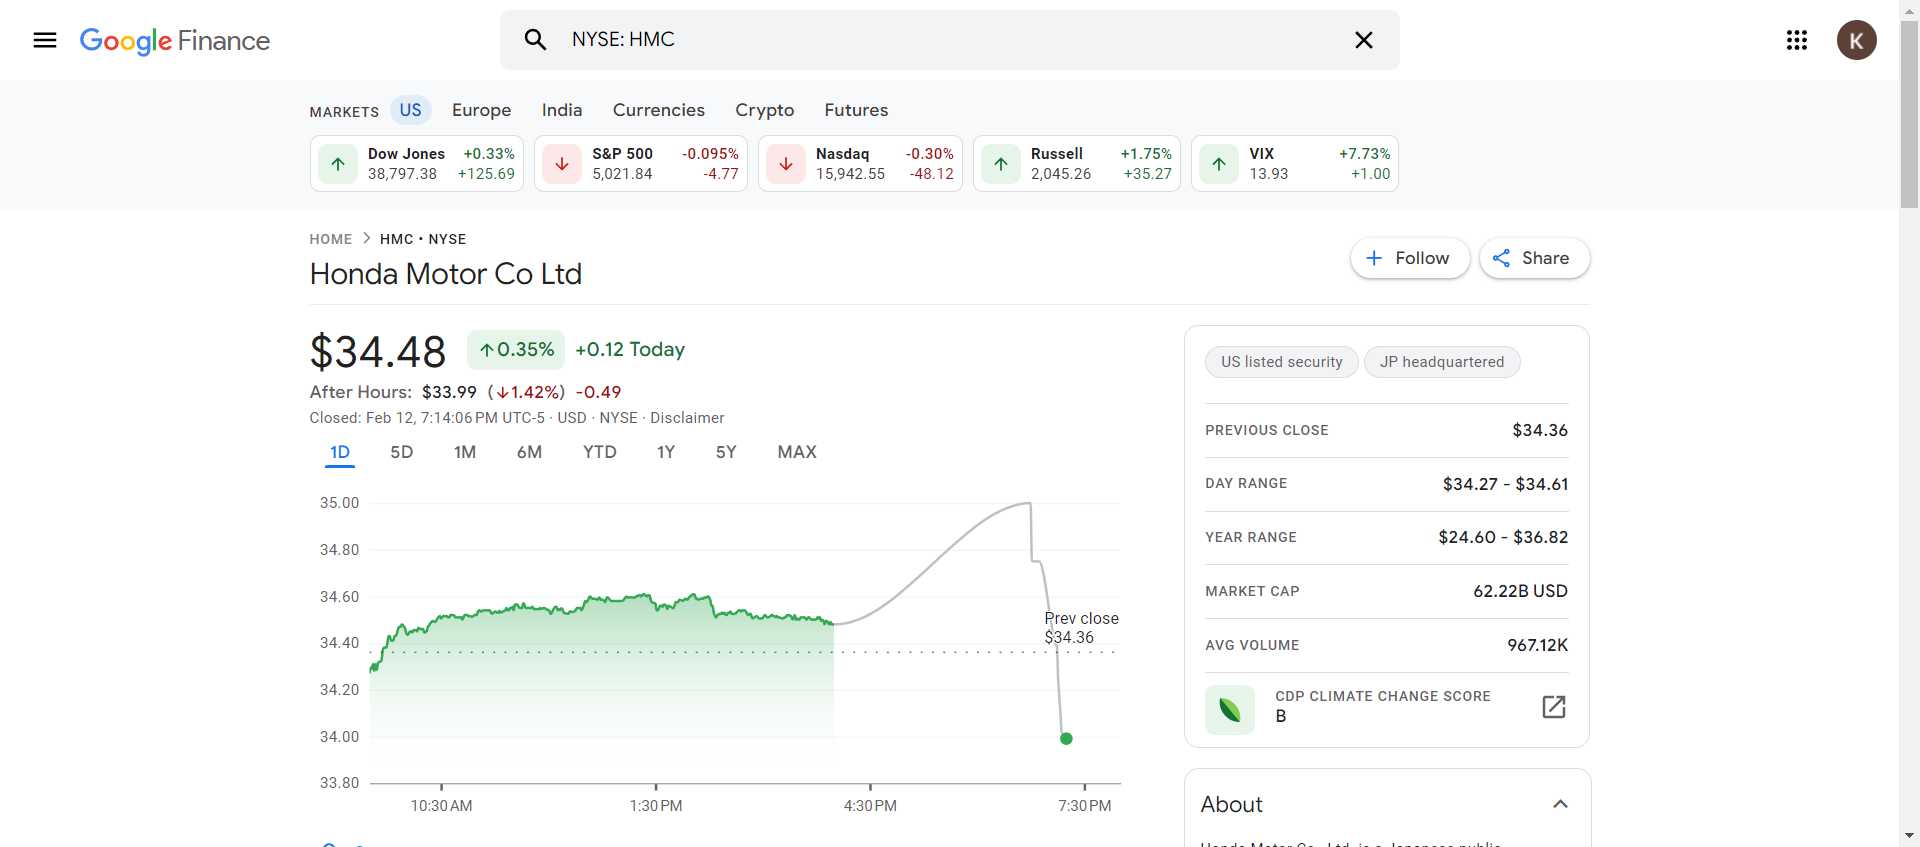 Google Finance
NYSE: HMC
K
MARKETS US Europe India Currencies Crypto Futures
Dow Jones +0.33%
38,797.38 +125.69
S&P 500 -0.095%
5,021.84 -4.77
Nasdaq -0.30%
15,942.55 -48.12
Russell +1.75%
2,045.26 +35.27
VIX +7.73%
13.93 +1.00
HOME HMC • NYSE
Honda Motor Co Ltd
Follow
Share
$34.48 0.35% +0.12 Today
After Hours: $33.99 (↓1.42%) -0.49
Closed: Feb 12, 7:14:06 PM UTC-5 · USD · NYSE · Disclaimer
1D 5D 1M 6M YTD 1Y 5Y MAX
35.00
34.80
34.60
34.40
34.20
34.00
33.80
Prev close
$34.36
10:30 AM 1:30 PM 4:30 PM 7:30 PM
US listed security JP headquartered
PREVIOUS CLOSE $34.36
DAY RANGE $34.27 - $34.61
YEAR RANGE $24.60 - $36.82
MARKET CAP 62.22B USD
AVG VOLUME 967.12K
CDP CLIMATE CHANGE SCORE
B
About
Honda Motor Co., Ltd. is a Japanese public